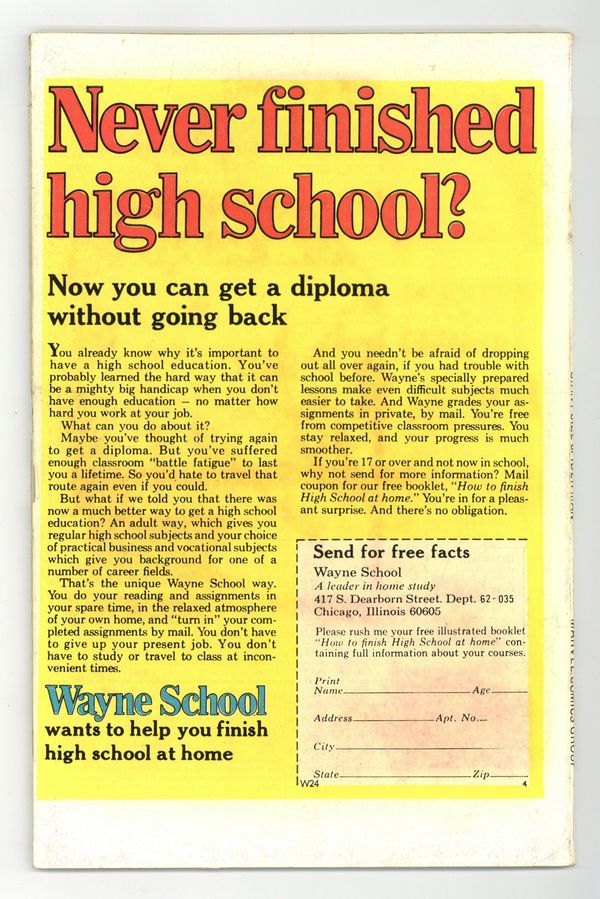 Never finished
high school?
Now you can get a diploma
without going back
You already know why it's important to
have a high school education. You've
probably learned the hard way that it can
be a mighty big handicap when you don't
have enough education — no matter how
hard you work at your job.
What can you do about it?
Maybe you've thought of trying again
to get a diploma. But you've suffered
enough classroom "battle fatigue" to last
you a lifetime. So you'd hate to travel that
route again even if you could.
But what if we told you that there was
now a much better way to get a high school
education? An adult way, which gives you
regular high school subjects and your choice
of practical business and vocational subjects
which give you background for one of a
number of career fields.
That's the unique Wayne School way.
You do your reading and assignments in
your spare time, in the relaxed atmosphere
of your own home, and "turn in" your com-
pleted assignments by mail. You don't have
to give up your present job. You don't
have to study or travel to class at incon-
venient times.
Wayne School
wants to help you finish
high school at home
And you needn't be afraid of dropping
out all over again, if you had trouble with
school before. Wayne's specially prepared
lessons make even difficult subjects much
easier to take. And Wayne grades your as-
signments in private, by mail. You're free
from competitive classroom pressures. You
stay relaxed, and your progress is much
smoother.
If you're 17 or over and not now in school,
why not send for more information? Mail
coupon for our free booklet, "How to finish
High School at home." You're in for a pleas-
ant surprise. And there's no obligation.
Send for free facts
Wayne School
A leader in home study
417 S. Dearborn Street. Dept. 62-035
Chicago, Illinois 60605
Please rush me your free illustrated booklet
"How to finish High School at home" con-
taining full information about your courses.
Print
Name Age
Address Apt. No.
City
State Zip
W24 4